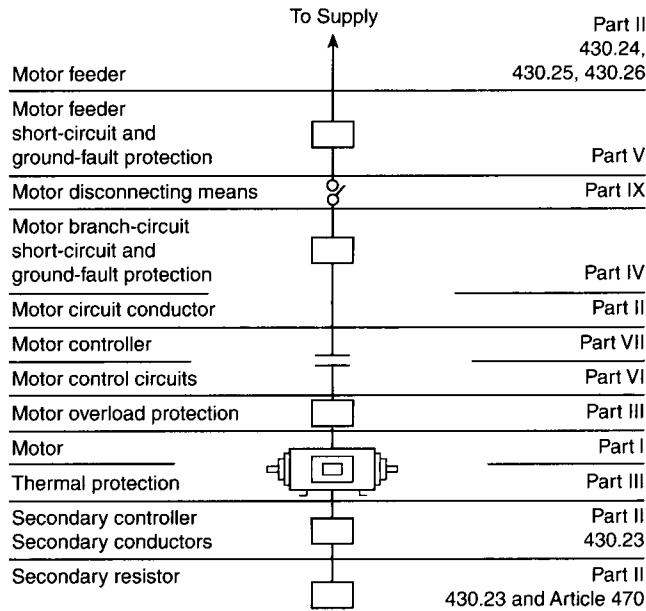 To Supply
Part II
430.24,
Motor feeder 430.25, 430.26
Motor feeder
short-circuit and
ground-fault protection Part V
Motor disconnecting means Part IX
Motor branch-circuit
short-circuit and
ground-fault protection Part IV
Motor circuit conductor Part II
Motor controller Part VII
Motor control circuits Part VI
Motor overload protection Part III
Motor Part I
Thermal protection Part III
Secondary controller Part II
Secondary conductors 430.23
Secondary resistor Part II
430.23 and Article 470